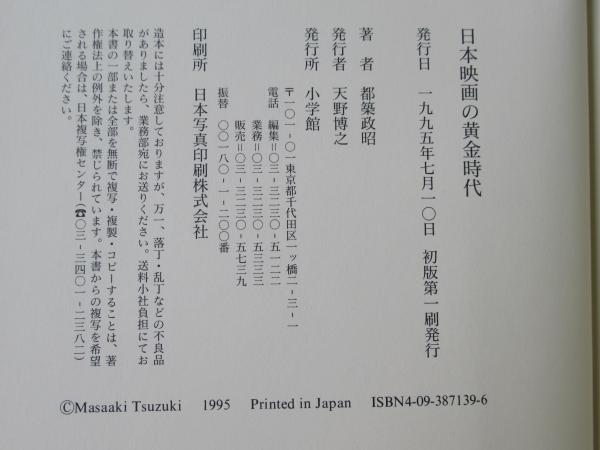 日本映画の黄金時代
発行日 一九九五年七月一〇日 初版第一刷発行
著者 都築政昭
発行者 天野博之
発行所 小学館
〒一〇一-〇一東京都千代田区一ッ橋二-三-一
電話 編集=〇三-三二三〇-五一二二
業務=〇三-三二三〇-五三三三
販売=〇三-三二三〇-五七三九
振替 〇〇一八〇-一-二〇〇番
印刷所 日本写真印刷株式会社
造本には十分注意しておりますが、万一、落丁・乱丁などの不良品
がありましたら、業務部宛にお送りください。送料小社負担にてお
取り替えいたします。
本書の一部または全部を無断で複写・複製・コピーすることは、著
作権法上の例外を除き、禁じられています。本書からの複写を希望
される場合は、日本複写権センター(☎〇三-三四〇一-二三八二)
にご連絡ください。
©Masaaki Tsuzuki 1995 Printed in Japan ISBN4-09-387139-6